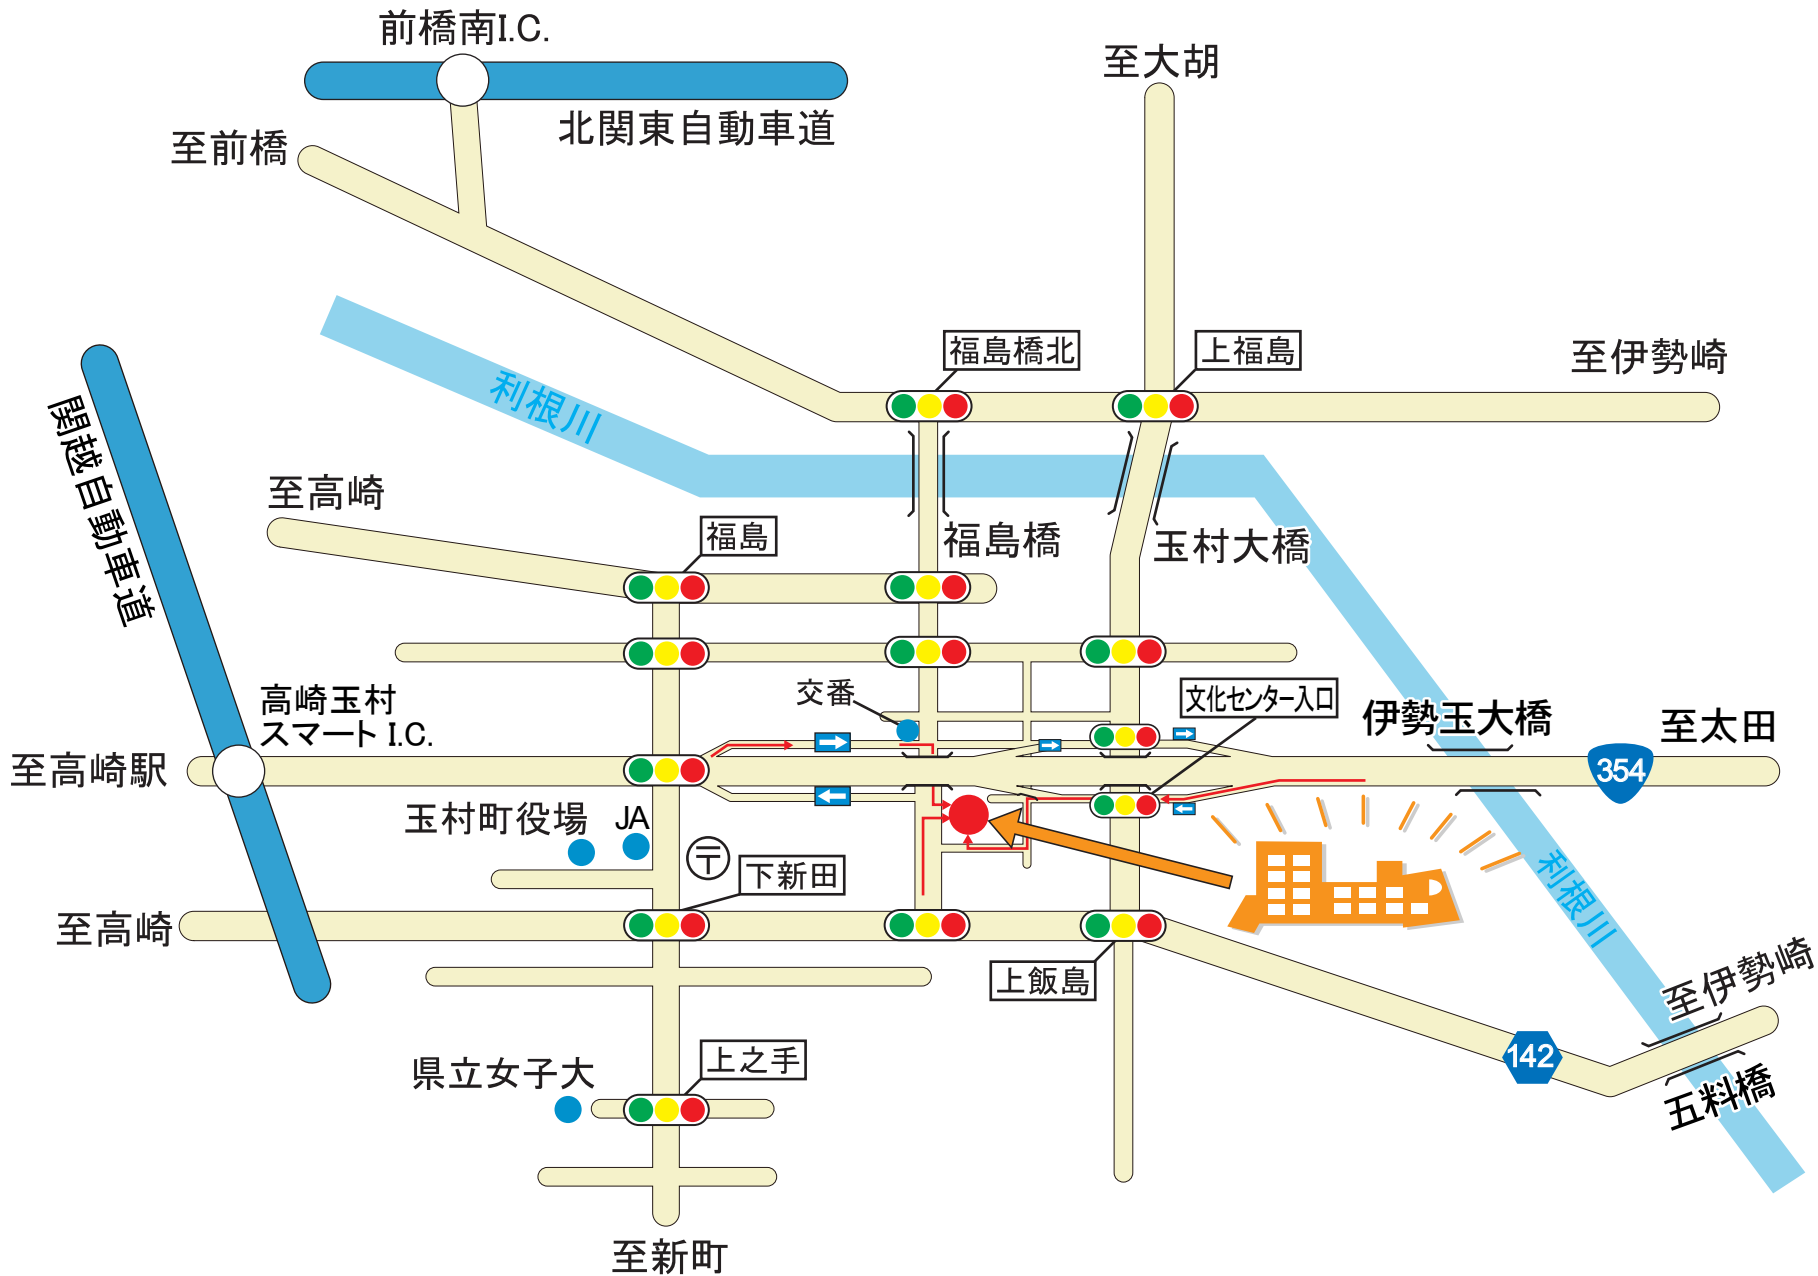 前橋南I.C.
至大胡
北関東自動車道
至前橋
福島橋北
上福島
至伊勢崎
利根川
関越自動車道
至高崎
福島
福島橋
玉村大橋
高崎玉村
スマート I.C.
交番
文化センター入口
伊勢玉大橋
至太田
至高崎駅
354
玉村町役場
JA
〒
下新田
利根川
至高崎
上飯島
至伊勢崎
142
県立女子大
上之手
五料橋
至新町